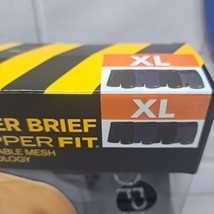 XL
XL
ER BRIEF
PPER FIT.
ABLE MESH
OLOGY